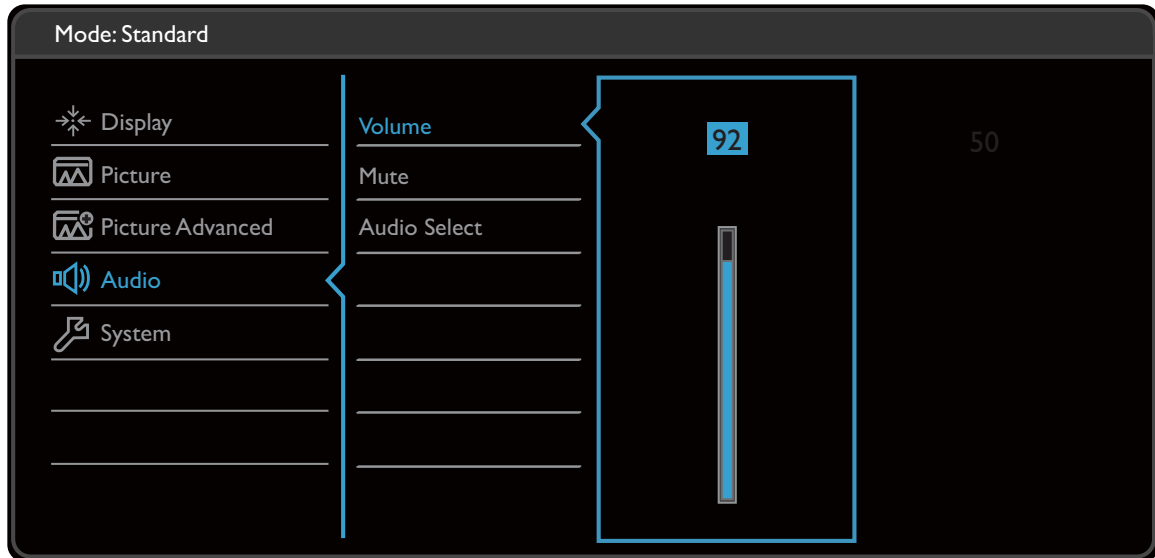 Mode: Standard
Display
Picture
Picture Advanced
Audio
System
Volume
Mute
Audio Select
92
50